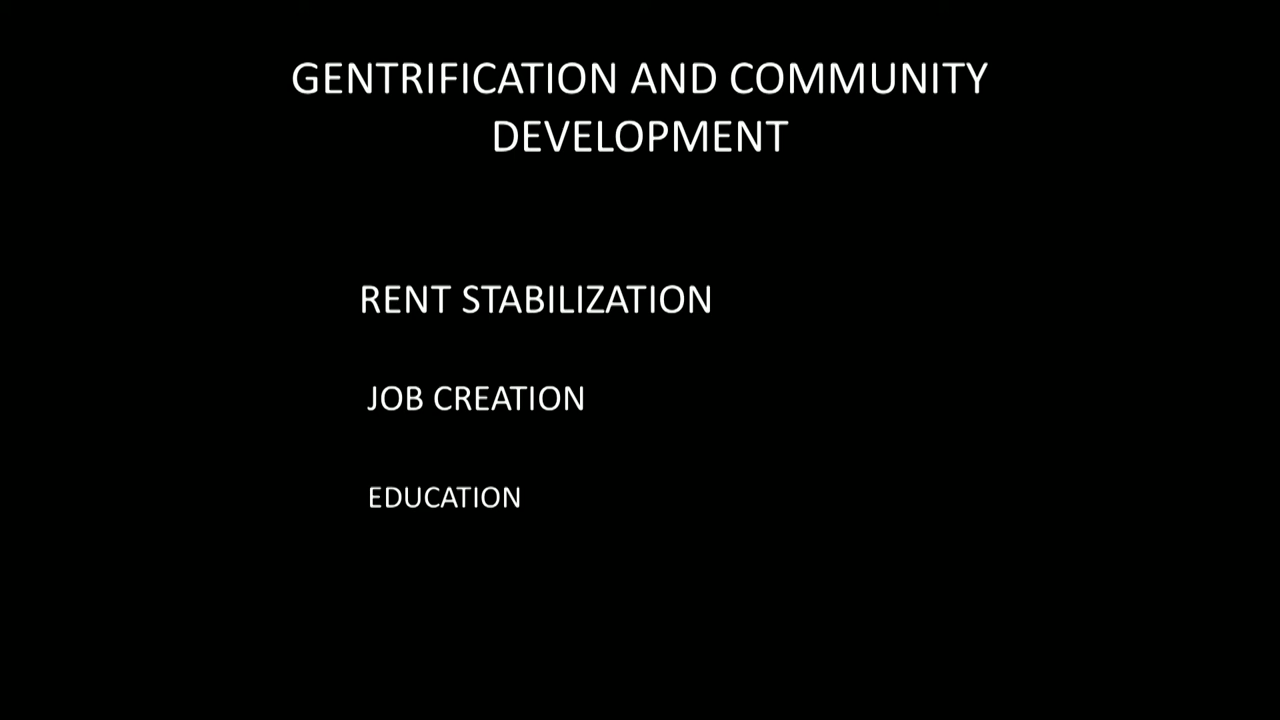 GENTRIFICATION AND COMMUNITY
DEVELOPMENT
RENT STABILIZATION
JOB CREATION
EDUCATION